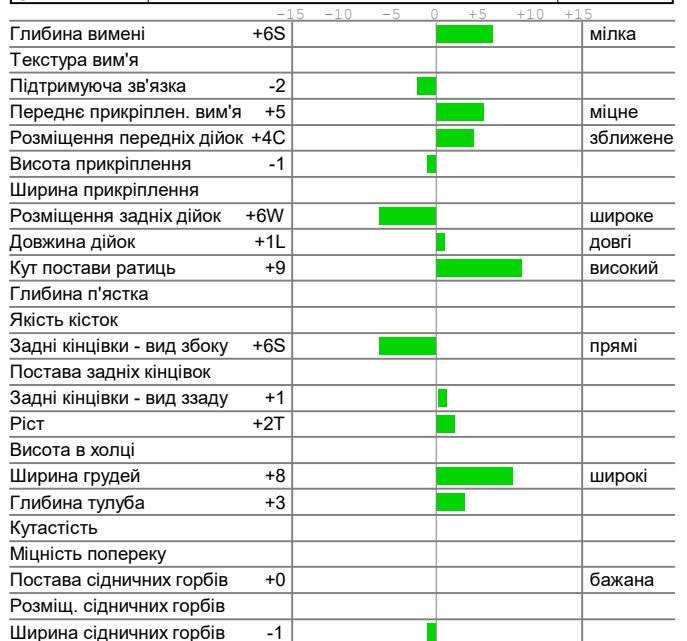 -15 -10 -5 0 +5 +10 +15
Глибина вимені +6S мілка
Текстура вим'я
Підтримуюча зв'язка -2
Переднє прикріплен. вим'я +5 міцне
Розміщення передніх дійок +4C зближене
Висота прикріплення -1
Ширина прикріплення
Розміщення задніх дійок +6W широке
Довжина дійок +1L довгі
Кут постави ратиць +9 високий
Глибина п'ястка
Якість кісток
Задні кінцівки - вид збоку +6S прямі
Постава задніх кінцівок
Задні кінцівки - вид ззаду +1
Ріст +2T
Висота в холці
Ширина грудей +8 широкі
Глибина тулуба +3
Кутастість
Міцність попереку
Постава сідничних горбів +0 бажана
Розміщ. сідничних горбів
Ширина сідничних горбів -1